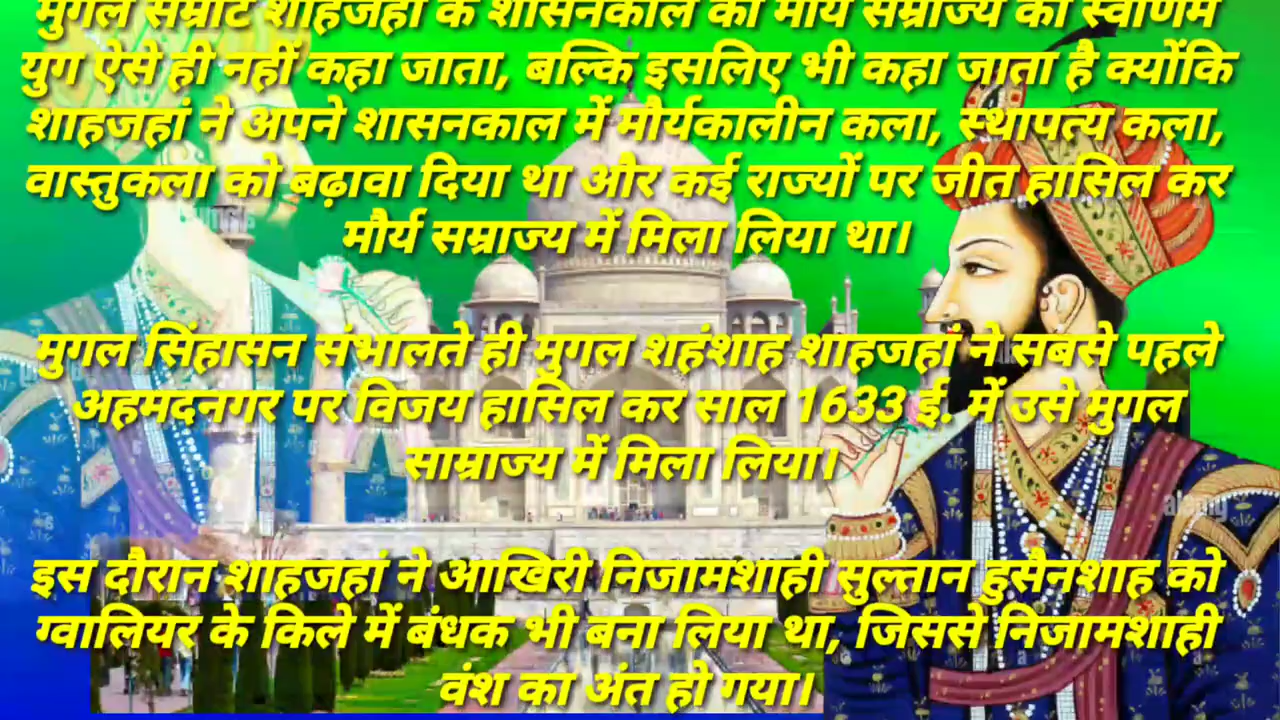 मुगल सम्राट शाहजहां के शासनकाल को मौर्य सम्राज्य का स्वर्णिम
युग ऐसे ही नहीं कहा जाता, बल्कि इसलिए भी कहा जाता है क्योंकि
शाहजहां ने अपने शासनकाल में मौर्यकालीन कला, स्थापत्य कला,
वास्तुकला को बढ़ावा दिया था और कई राज्यों पर जीत हासिल कर
मौर्य सम्राज्य में मिला लिया था।
मुगल सिंहासन संभालते ही मुगल शहंशाह शाहजहां ने सबसे पहले
अहमदनगर पर विजय हासिल कर साल 1633 ई. में उसे मुगल
साम्राज्य में मिला लिया।
alamy
इस दौरान शाहजहां ने आखिरी निजामशाही सुल्तान हुसैनशाह को
ग्वालियर के किले में बंधक भी बना लिया था, जिससे निजामशाही
वंश का अंत हो गया।